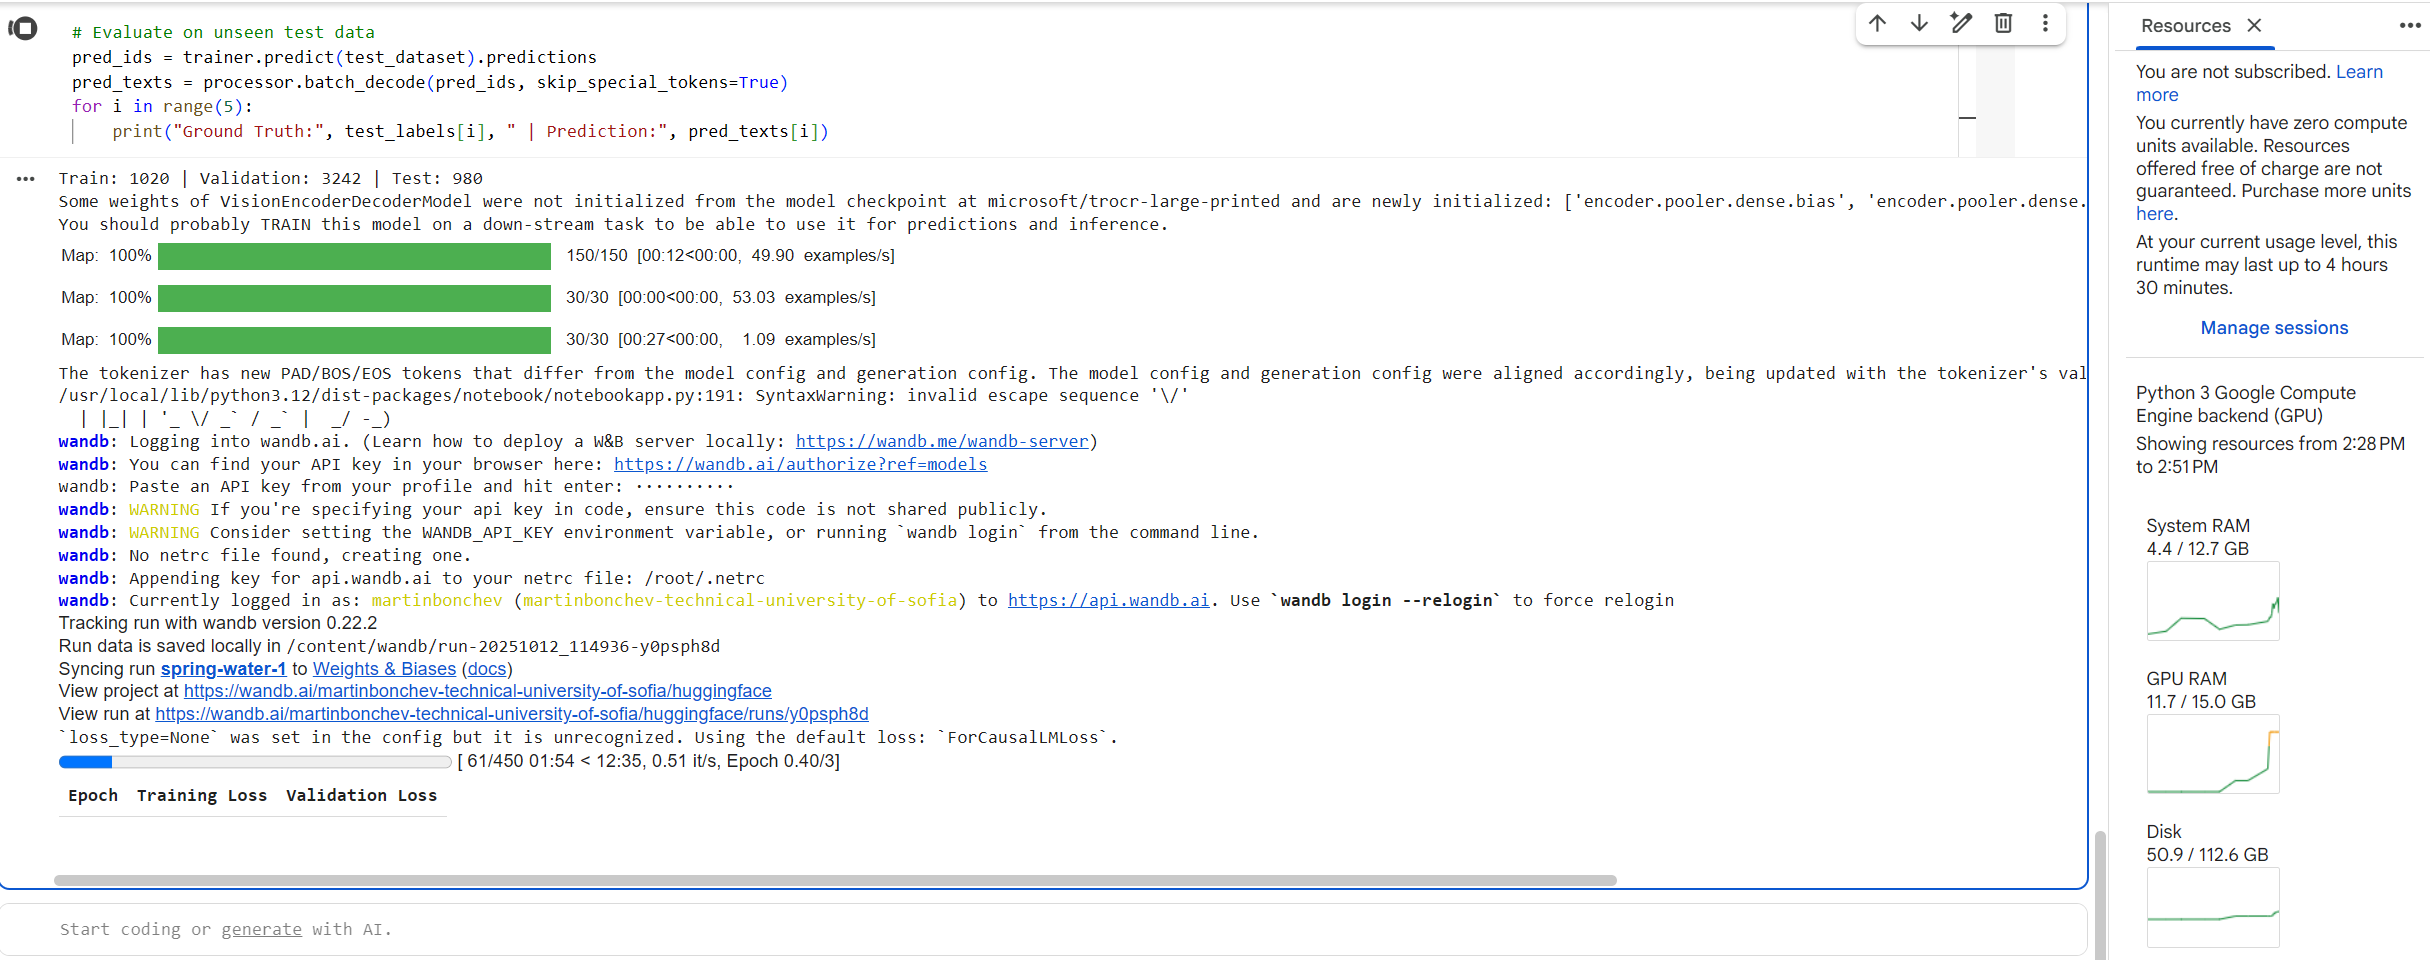 # Evaluate on unseen test data
pred_ids = trainer.predict(test_dataset).predictions
pred_texts = processor.batch_decode(pred_ids, skip_special_tokens=True)
for i in range(5):
    print("Ground Truth:", test_labels[i], " | Prediction:", pred_texts[i])
Train: 1020 | Validation: 3242 | Test: 980
Some weights of VisionEncoderDecoderModel were not initialized from the model checkpoint at microsoft/trocr-large-printed and are newly initialized: ['encoder.pooler.dense.bias', 'encoder.pooler.dense.
You should probably TRAIN this model on a down-stream task to be able to use it for predictions and inference.
Map: 100% 150/150 [00:12<00:00, 49.90 examples/s]
Map: 100% 30/30 [00:00<00:00, 53.03 examples/s]
Map: 100% 30/30 [00:27<00:00, 1.09 examples/s]
The tokenizer has new PAD/BOS/EOS tokens that differ from the model config and generation config. The model config and generation config were aligned accordingly, being updated with the tokenizer's val
/usr/local/lib/python3.12/dist-packages/notebook/notebookapp.py:191: SyntaxWarning: invalid escape sequence '\/'
  | |_| | '_ \/ _` / _` |  _/ -_)
wandb: Logging into wandb.ai. (Learn how to deploy a W&B server locally: https://wandb.me/wandb-server)
wandb: You can find your API key in your browser here: https://wandb.ai/authorize?ref=models
wandb: Paste an API key from your profile and hit enter: ··········
wandb: WARNING If you're specifying your api key in code, ensure this code is not shared publicly.
wandb: WARNING Consider setting the WANDB_API_KEY environment variable, or running `wandb login` from the command line.
wandb: No netrc file found, creating one.
wandb: Appending key for api.wandb.ai to your netrc file: /root/.netrc
wandb: Currently logged in as: martinbonchev (martinbonchev-technical-university-of-sofia) to https://api.wandb.ai. Use `wandb login --relogin` to force relogin
Tracking run with wandb version 0.22.2
Run data is saved locally in /content/wandb/run-20251012_114936-y0psph8d
Syncing run spring-water-1 to Weights & Biases (docs)
View project at https://wandb.ai/martinbonchev-technical-university-of-sofia/huggingface
View run at https://wandb.ai/martinbonchev-technical-university-of-sofia/huggingface/runs/y0psph8d
`loss_type=None` was set in the config but it is unrecognized. Using the default loss: `ForCausalLMLoss`.
[ 61/450 01:54 < 12:35, 0.51 it/s, Epoch 0.40/3]
Epoch Training Loss Validation Loss
Start coding or generate with AI.
Resources
You are not subscribed. Learn
more
You currently have zero compute
units available. Resources
offered free of charge are not
guaranteed. Purchase more units
here.
At your current usage level, this
runtime may last up to 4 hours
30 minutes.
Manage sessions
Python 3 Google Compute
Engine backend (GPU)
Showing resources from 2:28 PM
to 2:51 PM
System RAM
4.4 / 12.7 GB
GPU RAM
11.7 / 15.0 GB
Disk
50.9 / 112.6 GB